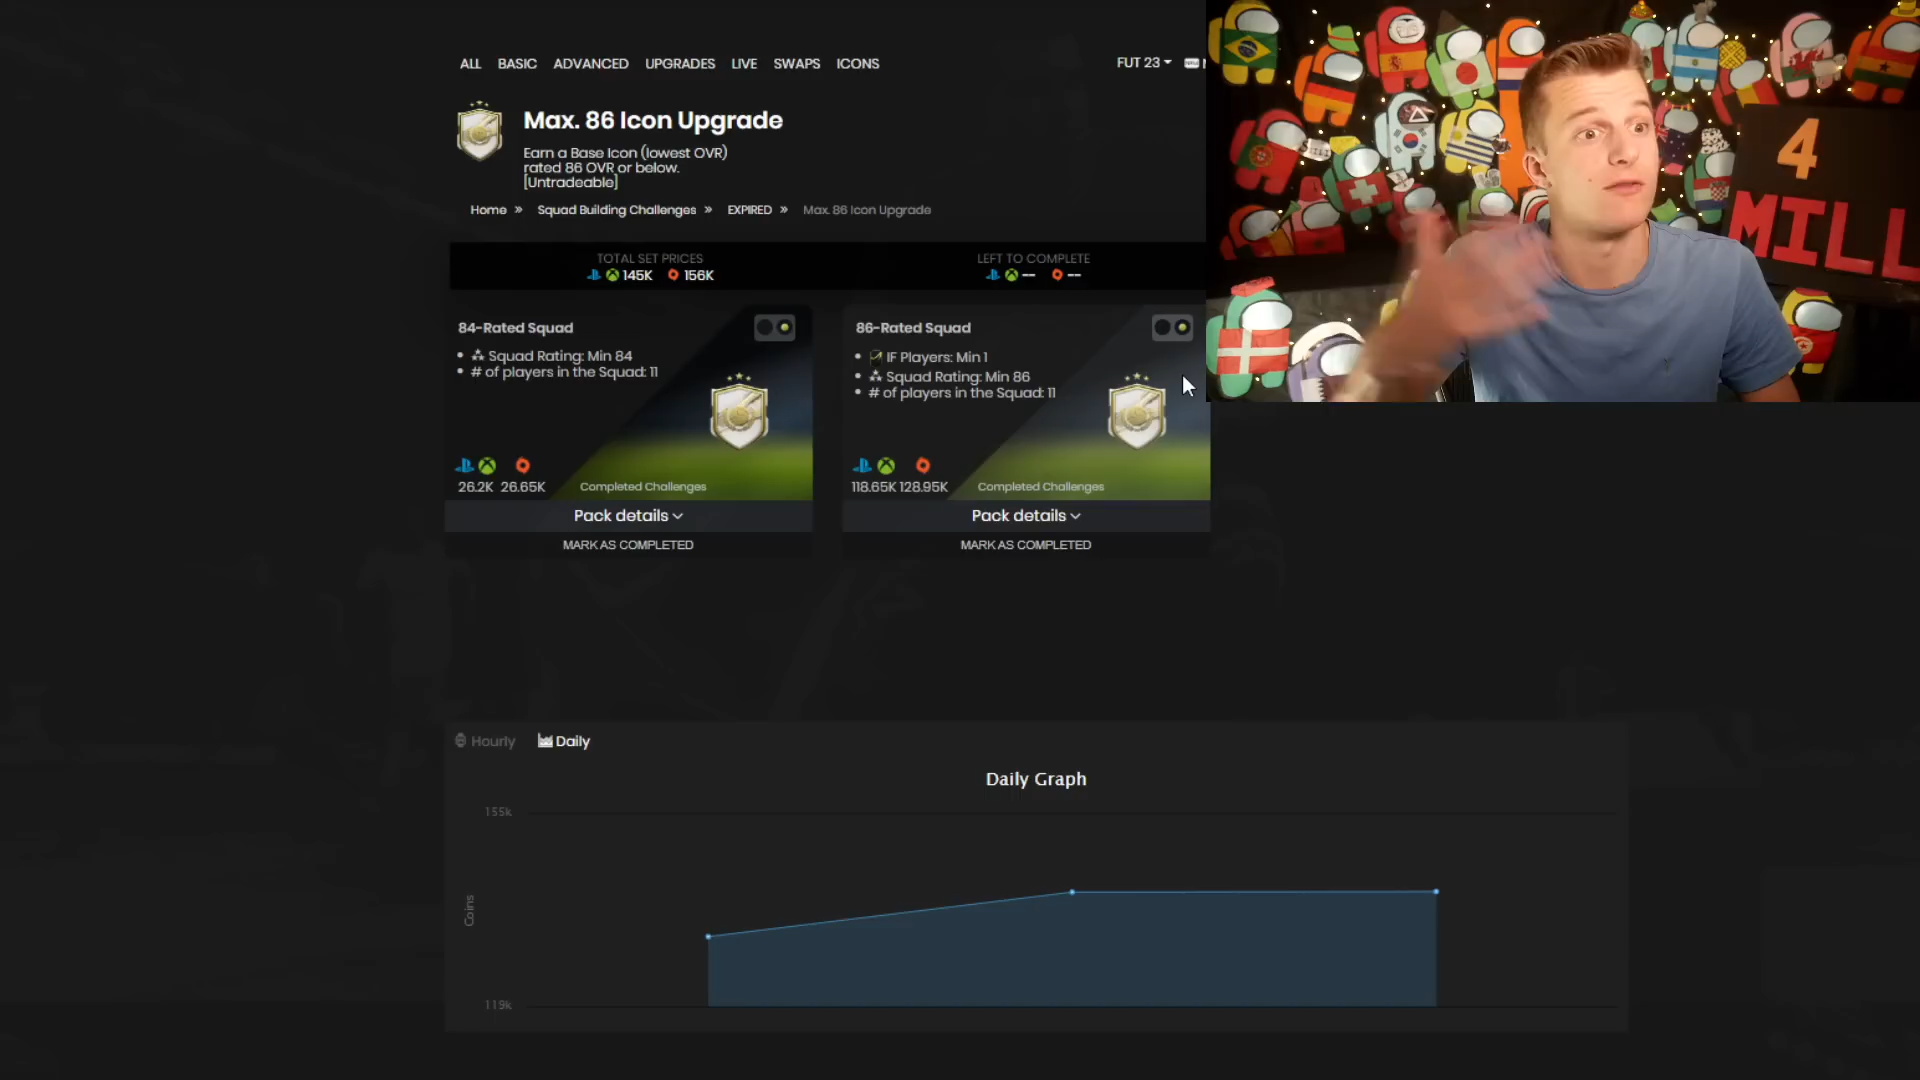 ALL BASIC ADVANCED UPGRADES LIVE SWAPS ICONS
FUT 23
Max. 86 Icon Upgrade
Earn a Base Icon (lowest OVR)
rated 86 OVR or below.
[Untradeable]
Home » Squad Building Challenges » EXPIRED » Max. 86 Icon Upgrade
TOTAL SET PRICES
145K 156K
LEFT TO COMPLETE
-- --
84-Rated Squad
Squad Rating: Min 84
# of players in the Squad: 11
26.2K 26.65K
Completed Challenges
Pack details
MARK AS COMPLETED
86-Rated Squad
IF Players: Min 1
Squad Rating: Min 86
# of players in the Squad: 11
118.65K 128.95K
Completed Challenges
Pack details
MARK AS COMPLETED
Hourly Daily
Daily Graph
155k
Coins
119k
4
MILL